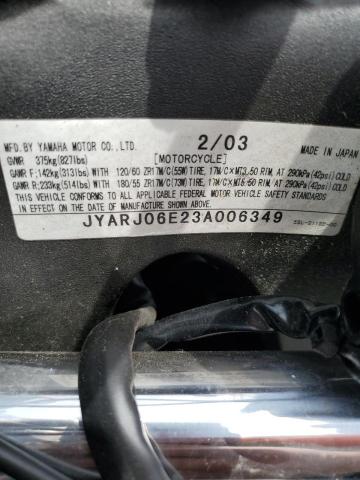 MFD.BY YAMAHA MOTOR CO.,LTD. 2/03 MADE IN JAPAN
GVWR 375kg(827lbs) [MOTORCYCLE]
GAWR F:142kg(313lbs) WITH 120/60 ZR17M/C(55W)TIRE, 17M/C×MT3.50 RIM, AT 290kPa(42psi)COLD
GAWR R:233kg(514lbs) WITH 180/55 ZR17M/C(73W)TIRE, 17M/C×MT5.50 RIM, AT 290kPa(42psi)COLD
THIS VEHICLE CONFORMS TO ALL APPLICABLE FEDERAL MOTOR VEHICLE SAFETY STANDARDS
IN EFFECT ON THE DATE OF MANUFACTURE SHOWN ABOVE.
JYARJ06E23A006349